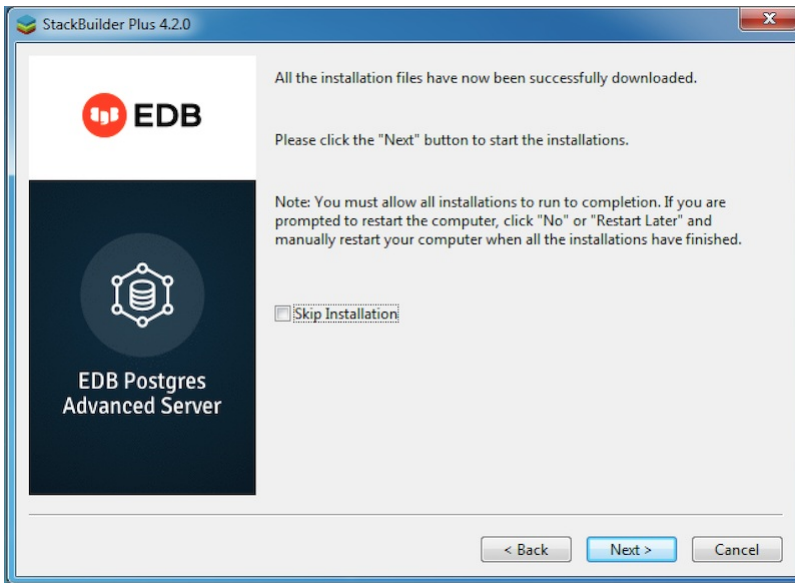 StackBuilder Plus 4.2.0
EDB
EDB Postgres
Advanced Server
All the installation files have now been successfully downloaded.
Please click the "Next" button to start the installations.
Note: You must allow all installations to run to completion. If you are
prompted to restart the computer, click "No" or "Restart Later" and
manually restart your computer when all the installations have finished.
Skip Installation
< Back
Next >
Cancel